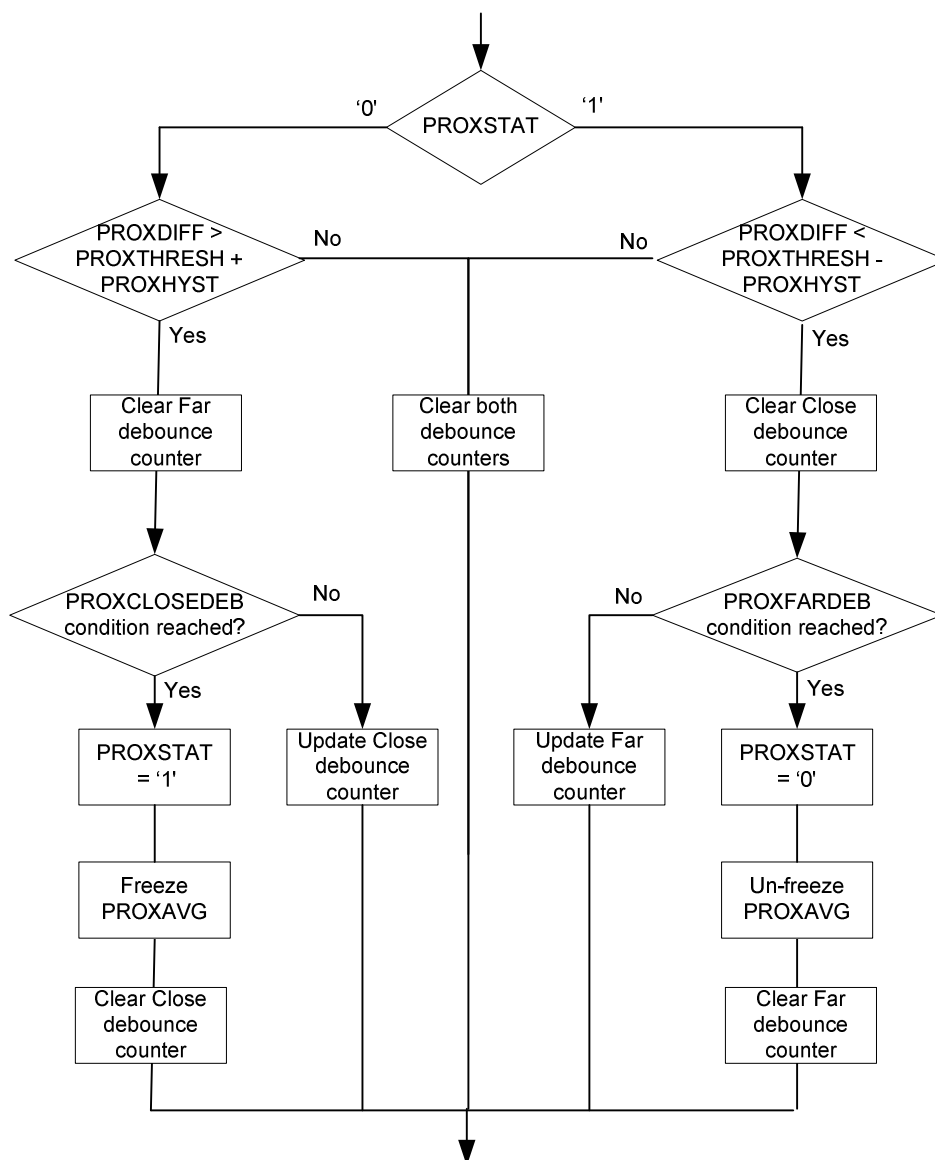 ‘0'
‘1'
PROXSTAT
PROXDIFF >
PROXTHRESH +
PROXHYST
No
No
PROXDIFF <
PROXTHRESH -
PROXHYST
Yes
Yes
Clear Far
debounce
counter
Clear both
debounce
counters
Clear Close
debounce
counter
PROXCLOSEDEB
condition reached?
No
No
PROXFARDEB
condition reached?
Yes
Yes
PROXSTAT
= ‘1'
Update Close
debounce
counter
Update Far
debounce
counter
PROXSTAT
= ‘0'
Freeze
PROXAVG
Un-freeze
PROXAVG
Clear Close
debounce
counter
Clear Far
debounce
counter